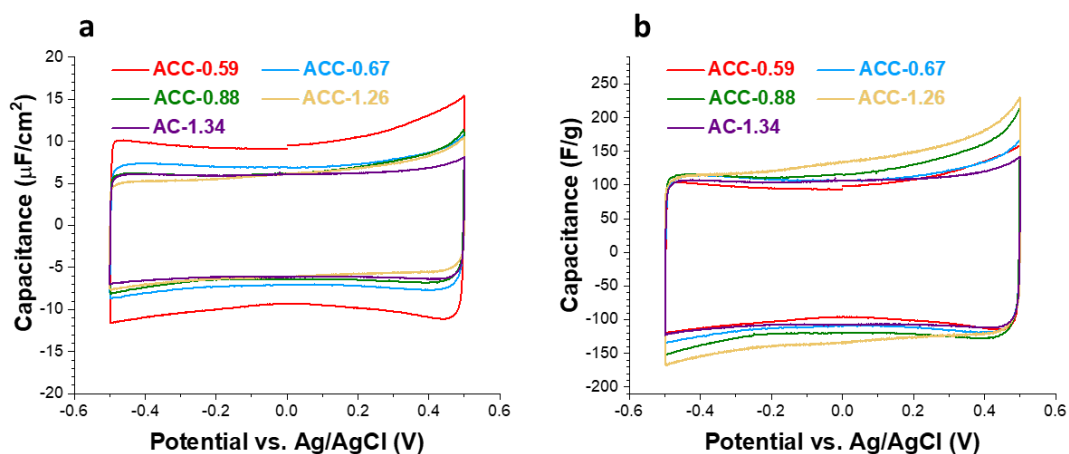 a
20
15
10
5
0
-5
-10
-15
-20
Capacitance (μF/cm²)
ACC-0.59 ACC-0.67
ACC-0.88 ACC-1.26
AC-1.34
-0.6 -0.4 -0.2 0.0 0.2 0.4 0.6
Potential vs. Ag/AgCl (V)
b
250
200
150
100
50
0
-50
-100
-150
-200
Capacitance (F/g)
ACC-0.59 ACC-0.67
ACC-0.88 ACC-1.26
AC-1.34
-0.6 -0.4 -0.2 0.0 0.2 0.4 0.6
Potential vs. Ag/AgCl (V)